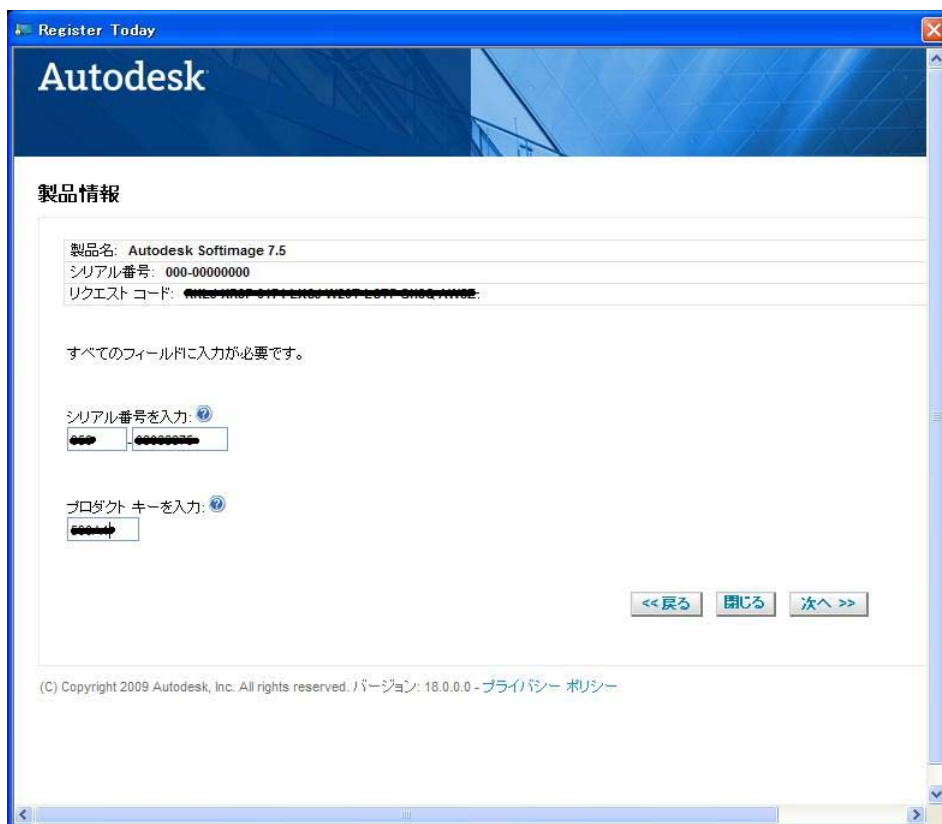 Register Today
Autodesk
製品情報
製品名: Autodesk Softimage 7.5
シリアル番号: 000-00000000
リクエスト コード:
すべてのフィールドに入力が必要です。
シリアル番号を入力:
-
プロダクト キーを入力:
<<戻る 閉じる 次へ >>
(C) Copyright 2009 Autodesk, Inc. All rights reserved. バージョン: 18.0.0.0 - プライバシー ポリシー